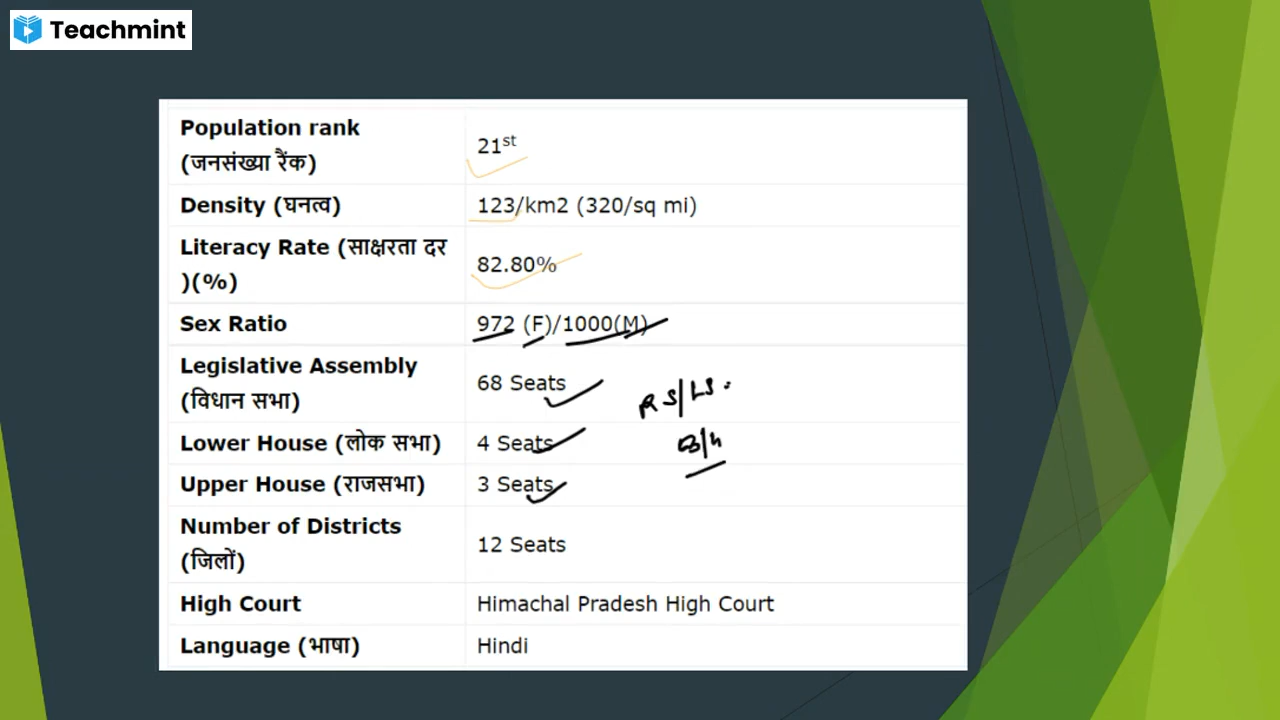 Teachmint
Population rank
(जनसंख्या रैंक)
21st
Density (घनत्व)
123/km2 (320/sq mi)
Literacy Rate (साक्षरता दर
)(%)
82.80%
Sex Ratio
972 (F)/1000(M)
Legislative Assembly
(विधान सभा)
68 Seats
RS/LS
Lower House (लोक सभा)
4 Seats
Upper House (राजसभा)
3 Seats
Number of Districts
(जिलों)
12 Seats
High Court
Himachal Pradesh High Court
Language (भाषा)
Hindi